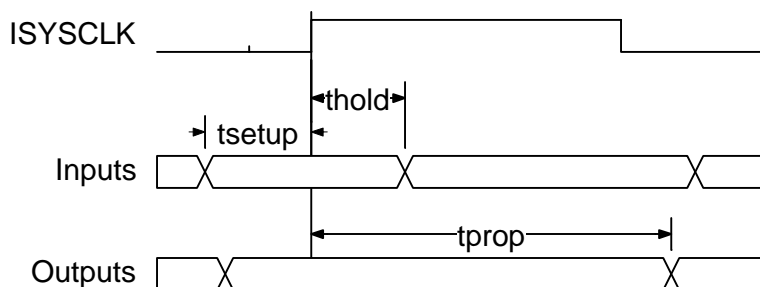 ISYSCLK
thold
tsetup
Inputs
tprop
Outputs